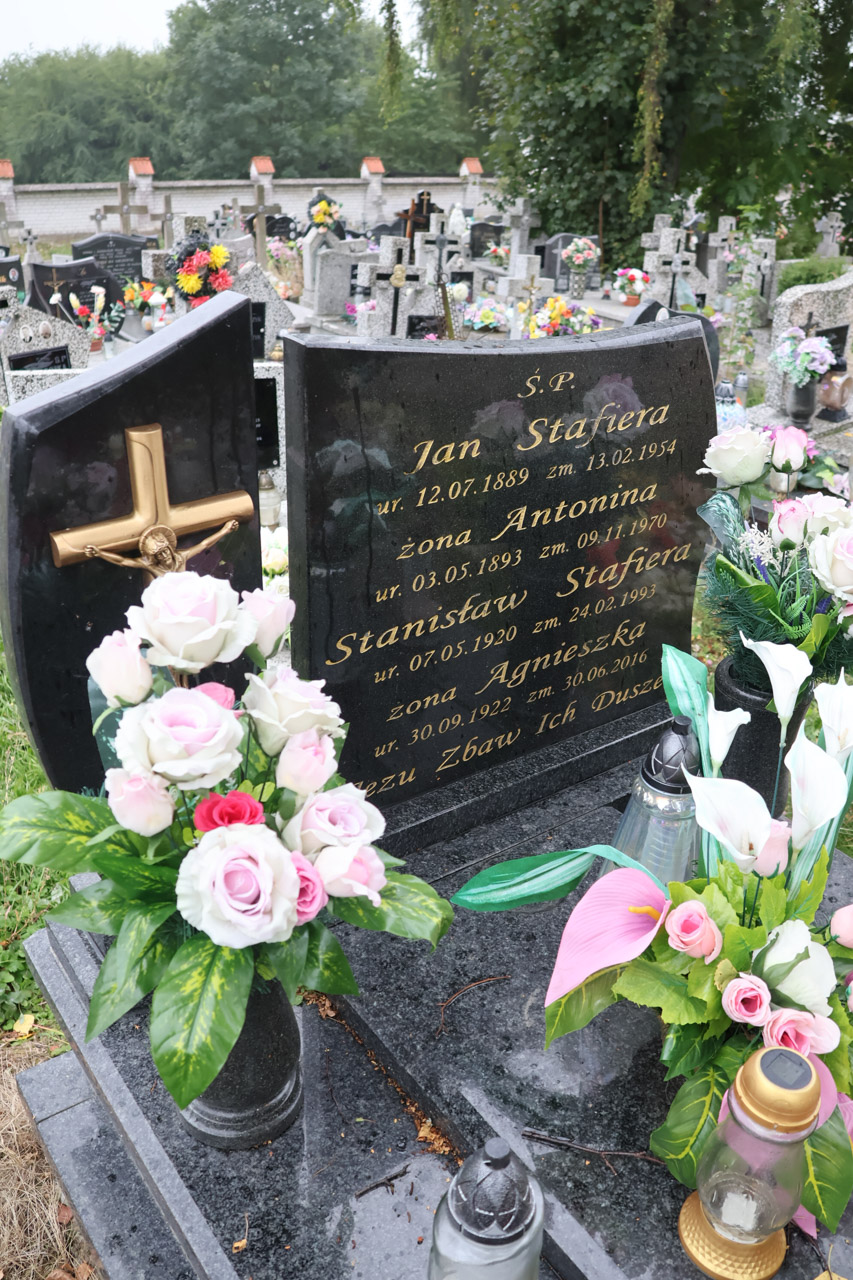 Ś.P.
Jan Stafiera
ur. 12.07.1889 zm. 13.02.1954
żona Antonina
ur. 03.05.1893 zm. 09.11.1970
Stanisław Stafiera
ur. 07.05.1920 zm. 24.02.1993
żona Agnieszka
ur. 30.09.1922 zm. 30.06.2016
Jezu Zbaw Ich Dusze